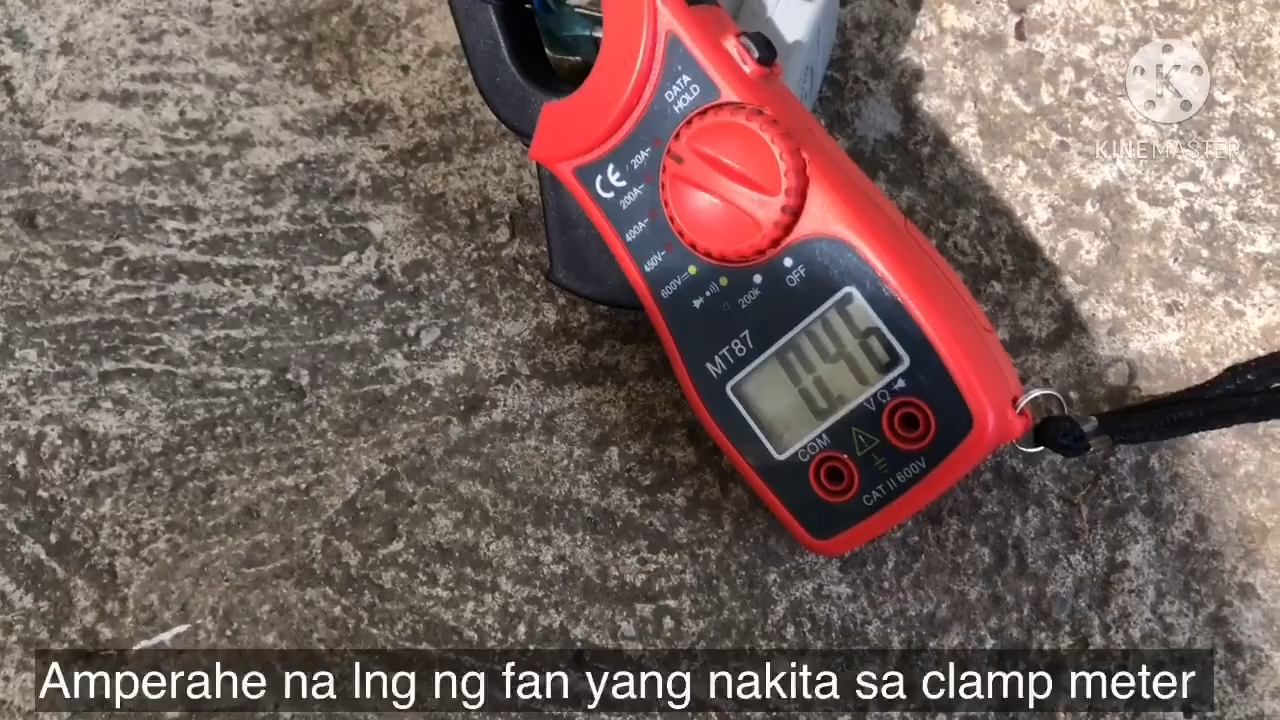 K
KINEMASTER
DATA
HOLD
CE
20A~
200A~
400A~
450V~
600V
200k
OFF
MT87
0.46
COM
VΩ
CAT II 600V
Amperahe na lng ng fan yang nakita sa clamp meter